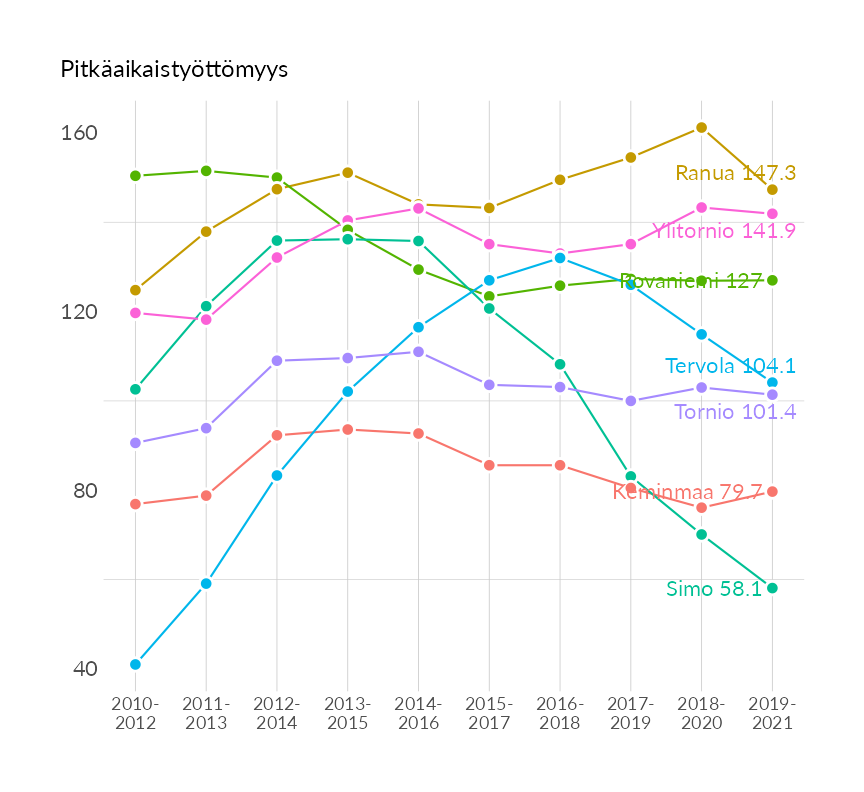 Pitkäaikaistyöttömyys
160
Ranua 147.3
Ylitornio 141.9
Rovaniemi 127
120
Tervola 104.1
Tornio 101.4
80
Keminmaa 79.7
Simo 58.1
40
2010- 2011- 2012- 2013- 2014- 2015- 2016- 2017- 2018- 2019-
2012 2013 2014 2015 2016 2017 2018 2019 2020 2021